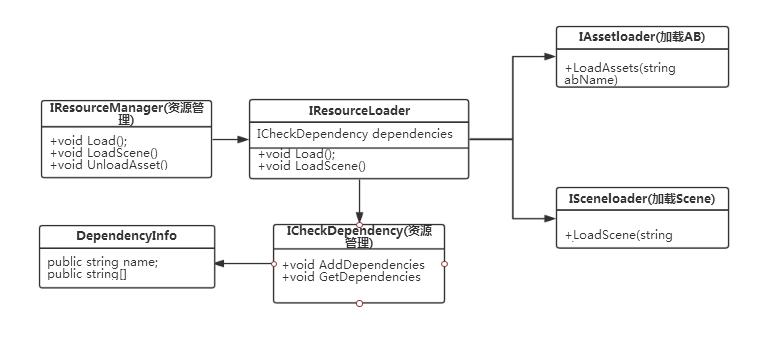 IAssetloader(加载AB)
+LoadAssets(string
abName)
IResourceManager(资源管
理)
+void Load();
+void LoadScene()
+void UnloadAsset()
IResourceLoader
ICheckDependency dependencies
+void Load();
+void LoadScene()
ISceneloader(加载Scene)
+LoadScene(string
DependencyInfo
public string name;
public string[]
ICheckDependency(资源
管理)
+void AddDependencies
+void GetDependencies